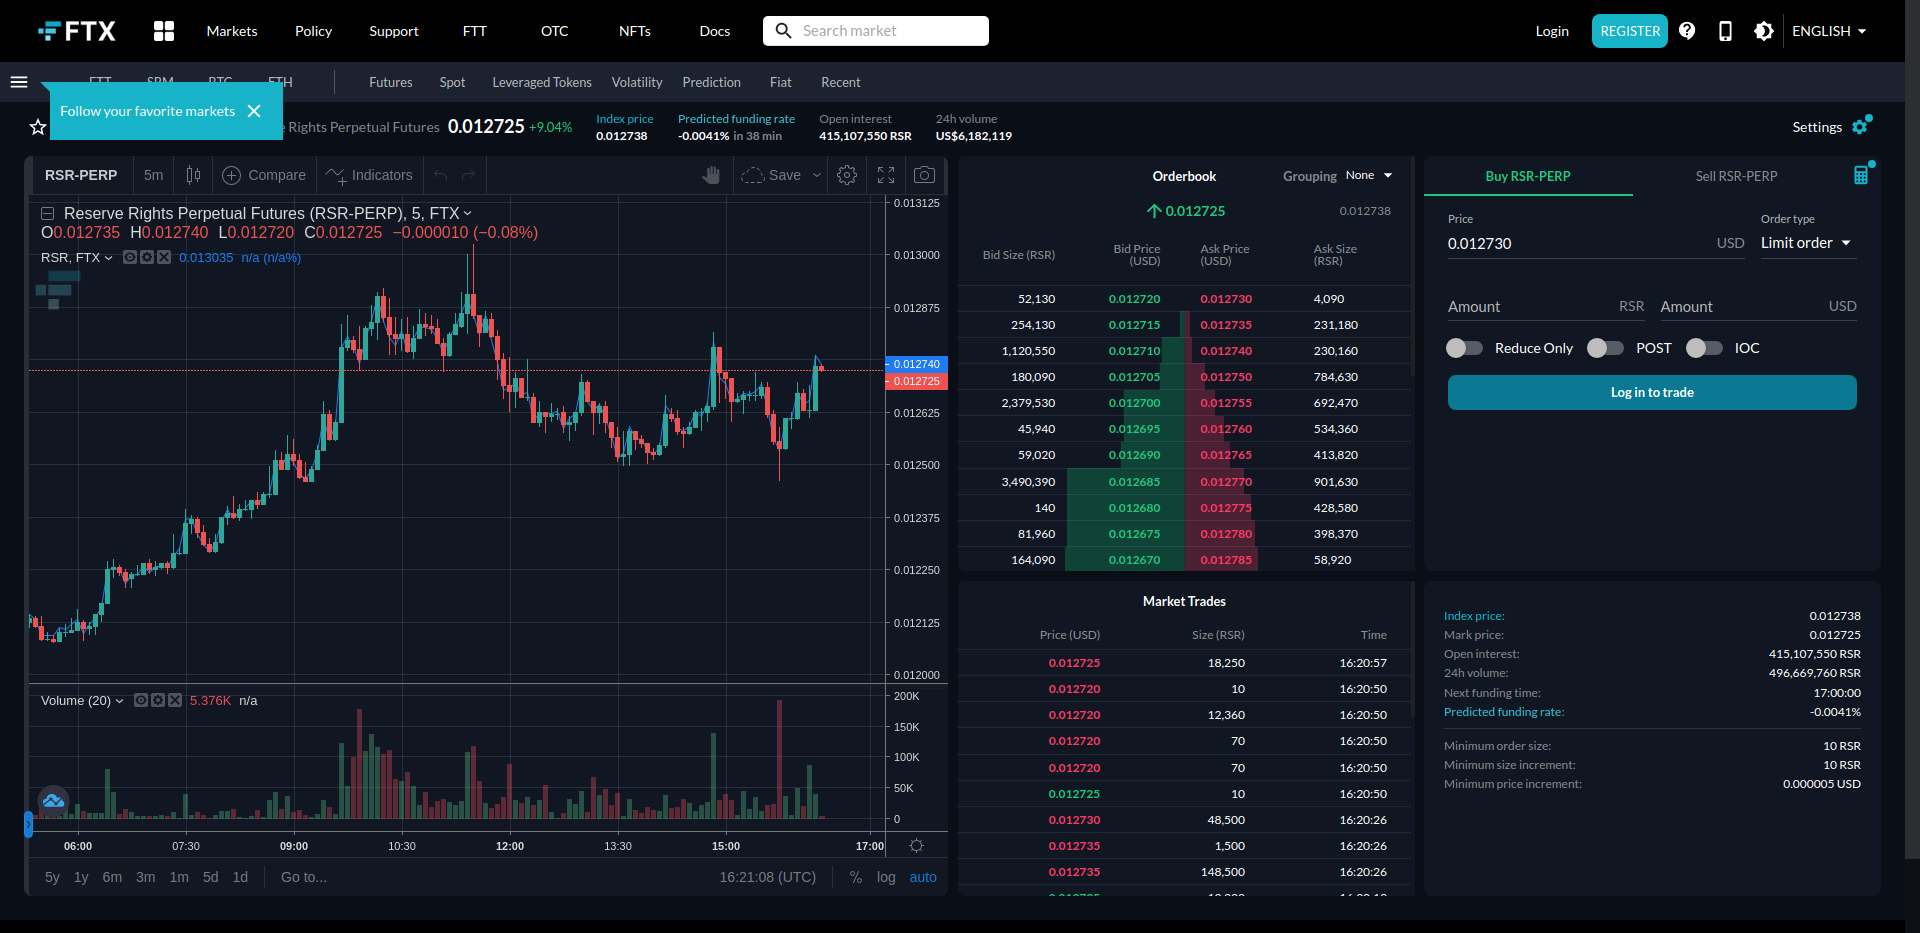 FTX Markets Policy Support FTT OTC NFTs Docs Search market Login REGISTER ENGLISH
Futures Spot Leveraged Tokens Volatility Prediction Fiat Recent
Follow your favorite markets
Rights Perpetual Futures 0.012725 +9.04%
Index price
0.012738
Predicted funding rate
-0.0041% in 38 min
Open interest
415,107,550 RSR
24h volume
US$6,182,119
Settings
RSR-PERP 5m Compare Indicators Save
Reserve Rights Perpetual Futures (RSR-PERP), 5, FTX
O0.012735 H0.012740 L0.012720 C0.012725 −0.000010 (−0.08%)
RSR, FTX 0.013035 n/a (n/a%)
0.013125
0.013000
0.012875
0.012740
0.012725
0.012625
0.012500
0.012375
0.012250
0.012125
0.012000
Volume (20) 5.376K n/a
200K
150K
100K
50K
0
06:00 07:30 09:00 10:30 12:00 13:30 15:00 17:00
5y 1y 6m 3m 1m 5d 1d Go to... 16:21:08 (UTC) % log auto
Orderbook Grouping None
0.012725 0.012738
Bid Size (RSR) Bid Price (USD) Ask Price (USD) Ask Size (RSR)
52,130 0.012720 0.012730 4,090
254,130 0.012715 0.012735 231,180
1,120,550 0.012710 0.012740 230,160
180,090 0.012705 0.012750 784,630
2,379,530 0.012700 0.012755 692,470
45,940 0.012695 0.012760 534,360
59,020 0.012690 0.012765 413,820
3,490,390 0.012685 0.012770 901,630
140 0.012680 0.012775 428,580
81,960 0.012675 0.012780 398,370
164,090 0.012670 0.012785 58,920
Market Trades
Price (USD) Size (RSR) Time
0.012725 18,250 16:20:57
0.012720 10 16:20:50
0.012720 12,360 16:20:50
0.012720 70 16:20:50
0.012720 70 16:20:50
0.012725 10 16:20:50
0.012730 48,500 16:20:26
0.012735 1,500 16:20:26
0.012735 148,500 16:20:26
Buy RSR-PERP Sell RSR-PERP
Price Order type
0.012730 USD Limit order
Amount RSR Amount USD
Reduce Only POST IOC
Log in to trade
Index price: 0.012738
Mark price: 0.012725
Open interest: 415,107,550 RSR
24h volume: 496,669,760 RSR
Next funding time: 17:00:00
Predicted funding rate: -0.0041%
Minimum order size: 10 RSR
Minimum size increment: 10 RSR
Minimum price increment: 0.000005 USD